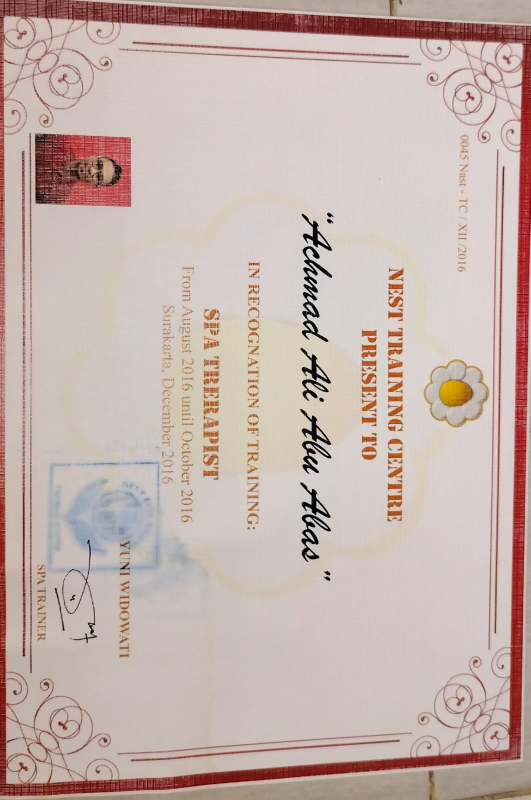 0045 Nast - TC / XII /2016
NEST TRAINING CENTRE
PRESENT TO
"Achmad Ali Abu Abas"
IN RECOGNATION OF TRAINING:
SPA TRERAPIST
From August 2016 until October 2016
Surakarta, December 2016
YUNI WIDOWATI
SPA TRAINER